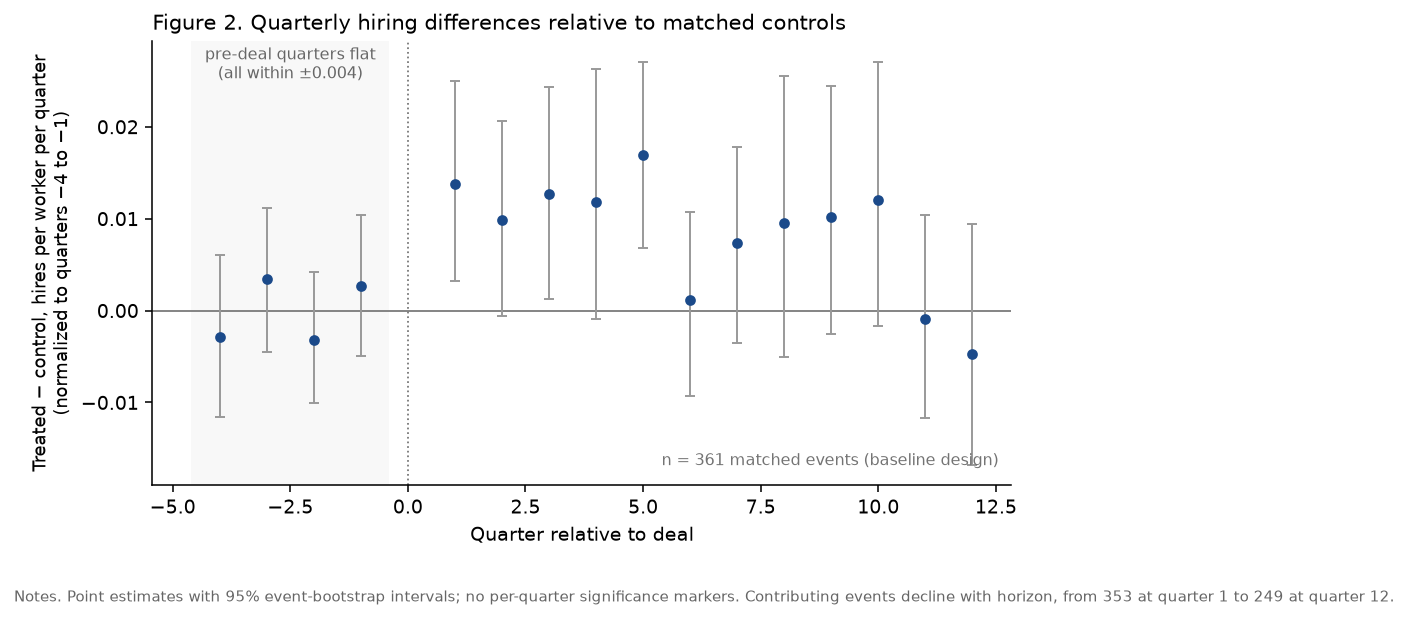 Figure 2. Quarterly hiring differences relative to matched controls
pre-deal quarters flat
(all within ±0.004)
Treated − control, hires per worker per quarter
(normalized to quarters −4 to −1)
0.02
0.01
0.00
−0.01
n = 361 matched events (baseline design)
−5.0 −2.5 0.0 2.5 5.0 7.5 10.0 12.5
Quarter relative to deal
Notes. Point estimates with 95% event-bootstrap intervals; no per-quarter significance markers. Contributing events decline with horizon, from 353 at quarter 1 to 249 at quarter 12.